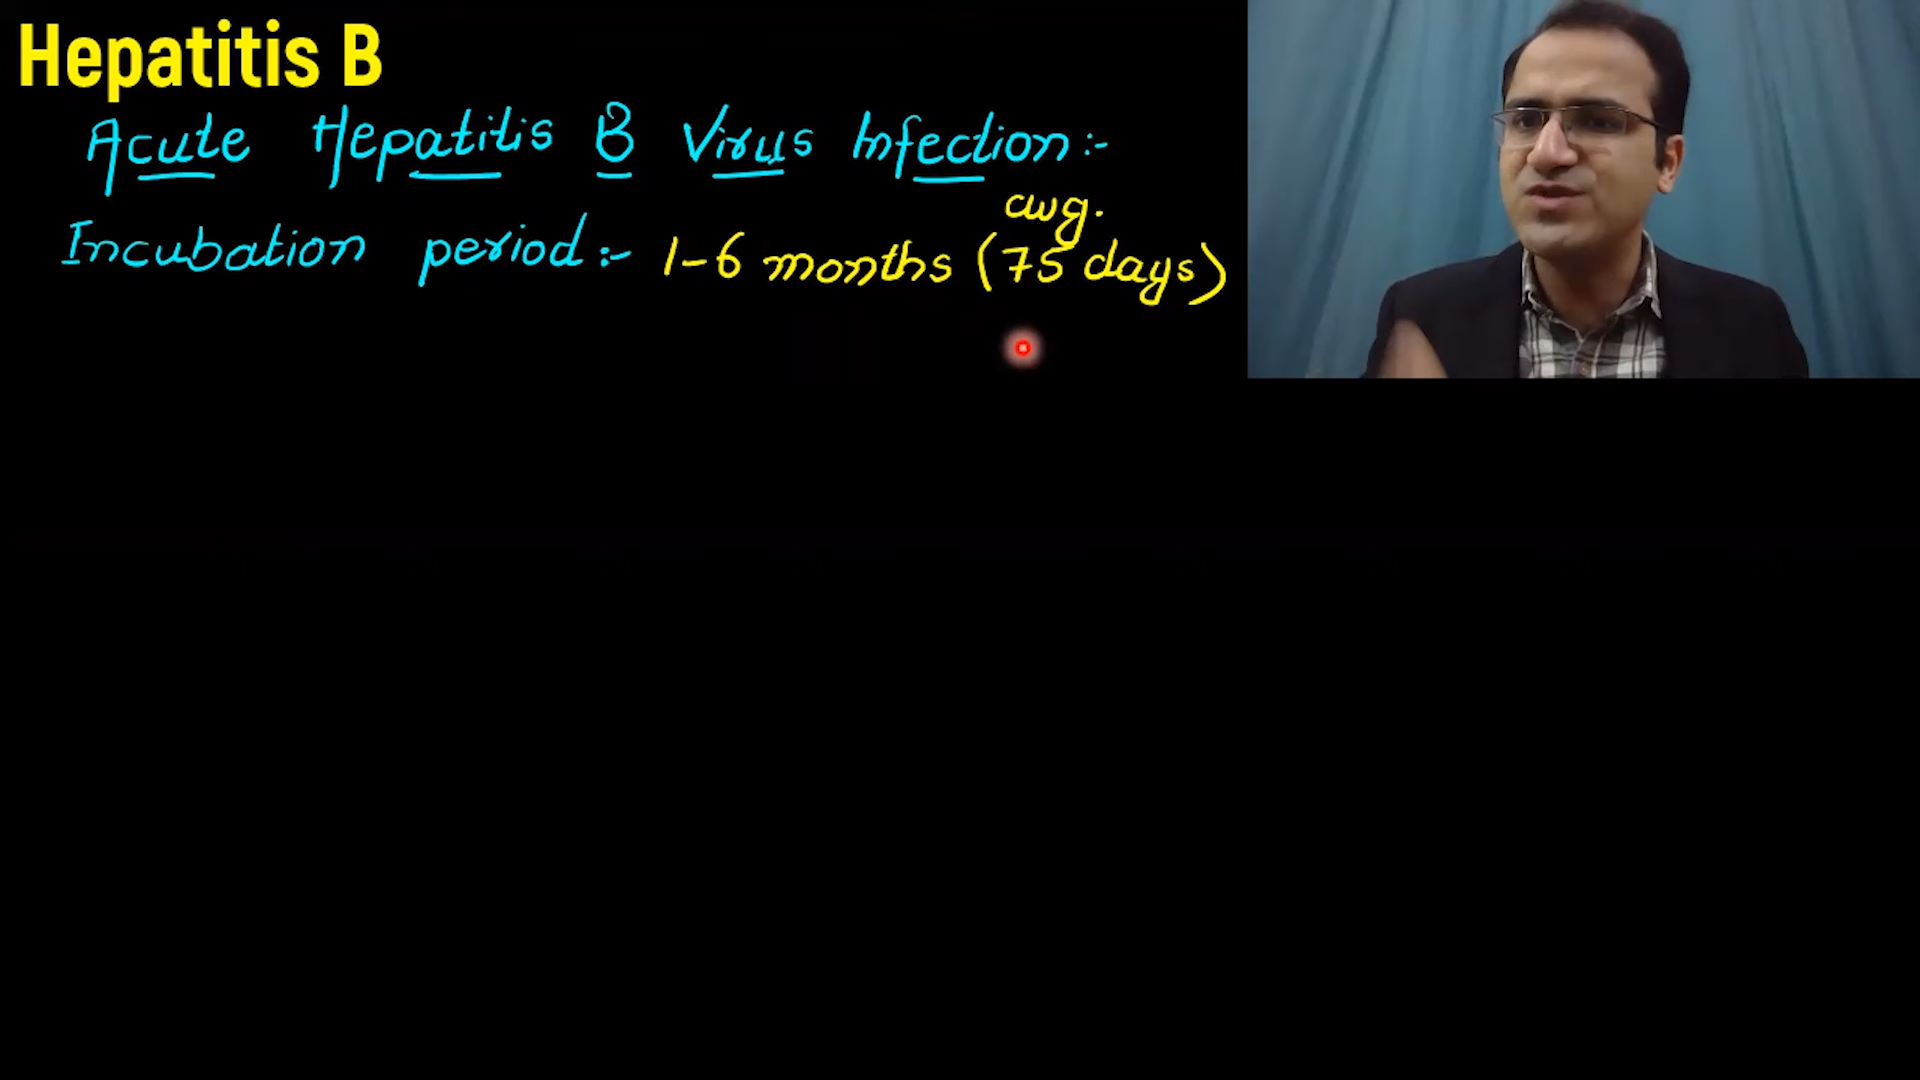 Hepatitis B
Acute Hepatitis B Virus Infection:-
avg.
Incubation period:- 1-6 months (75 days)